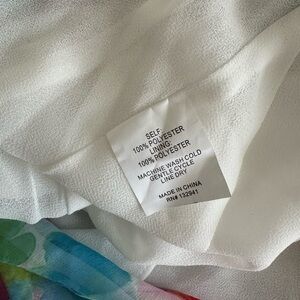 SELF:
100% POLYESTER
LINING:
100% POLYESTER
MACHINE WASH COLD
GENTLE CYCLE
LINE DRY
MADE IN CHINA
RN# 132941